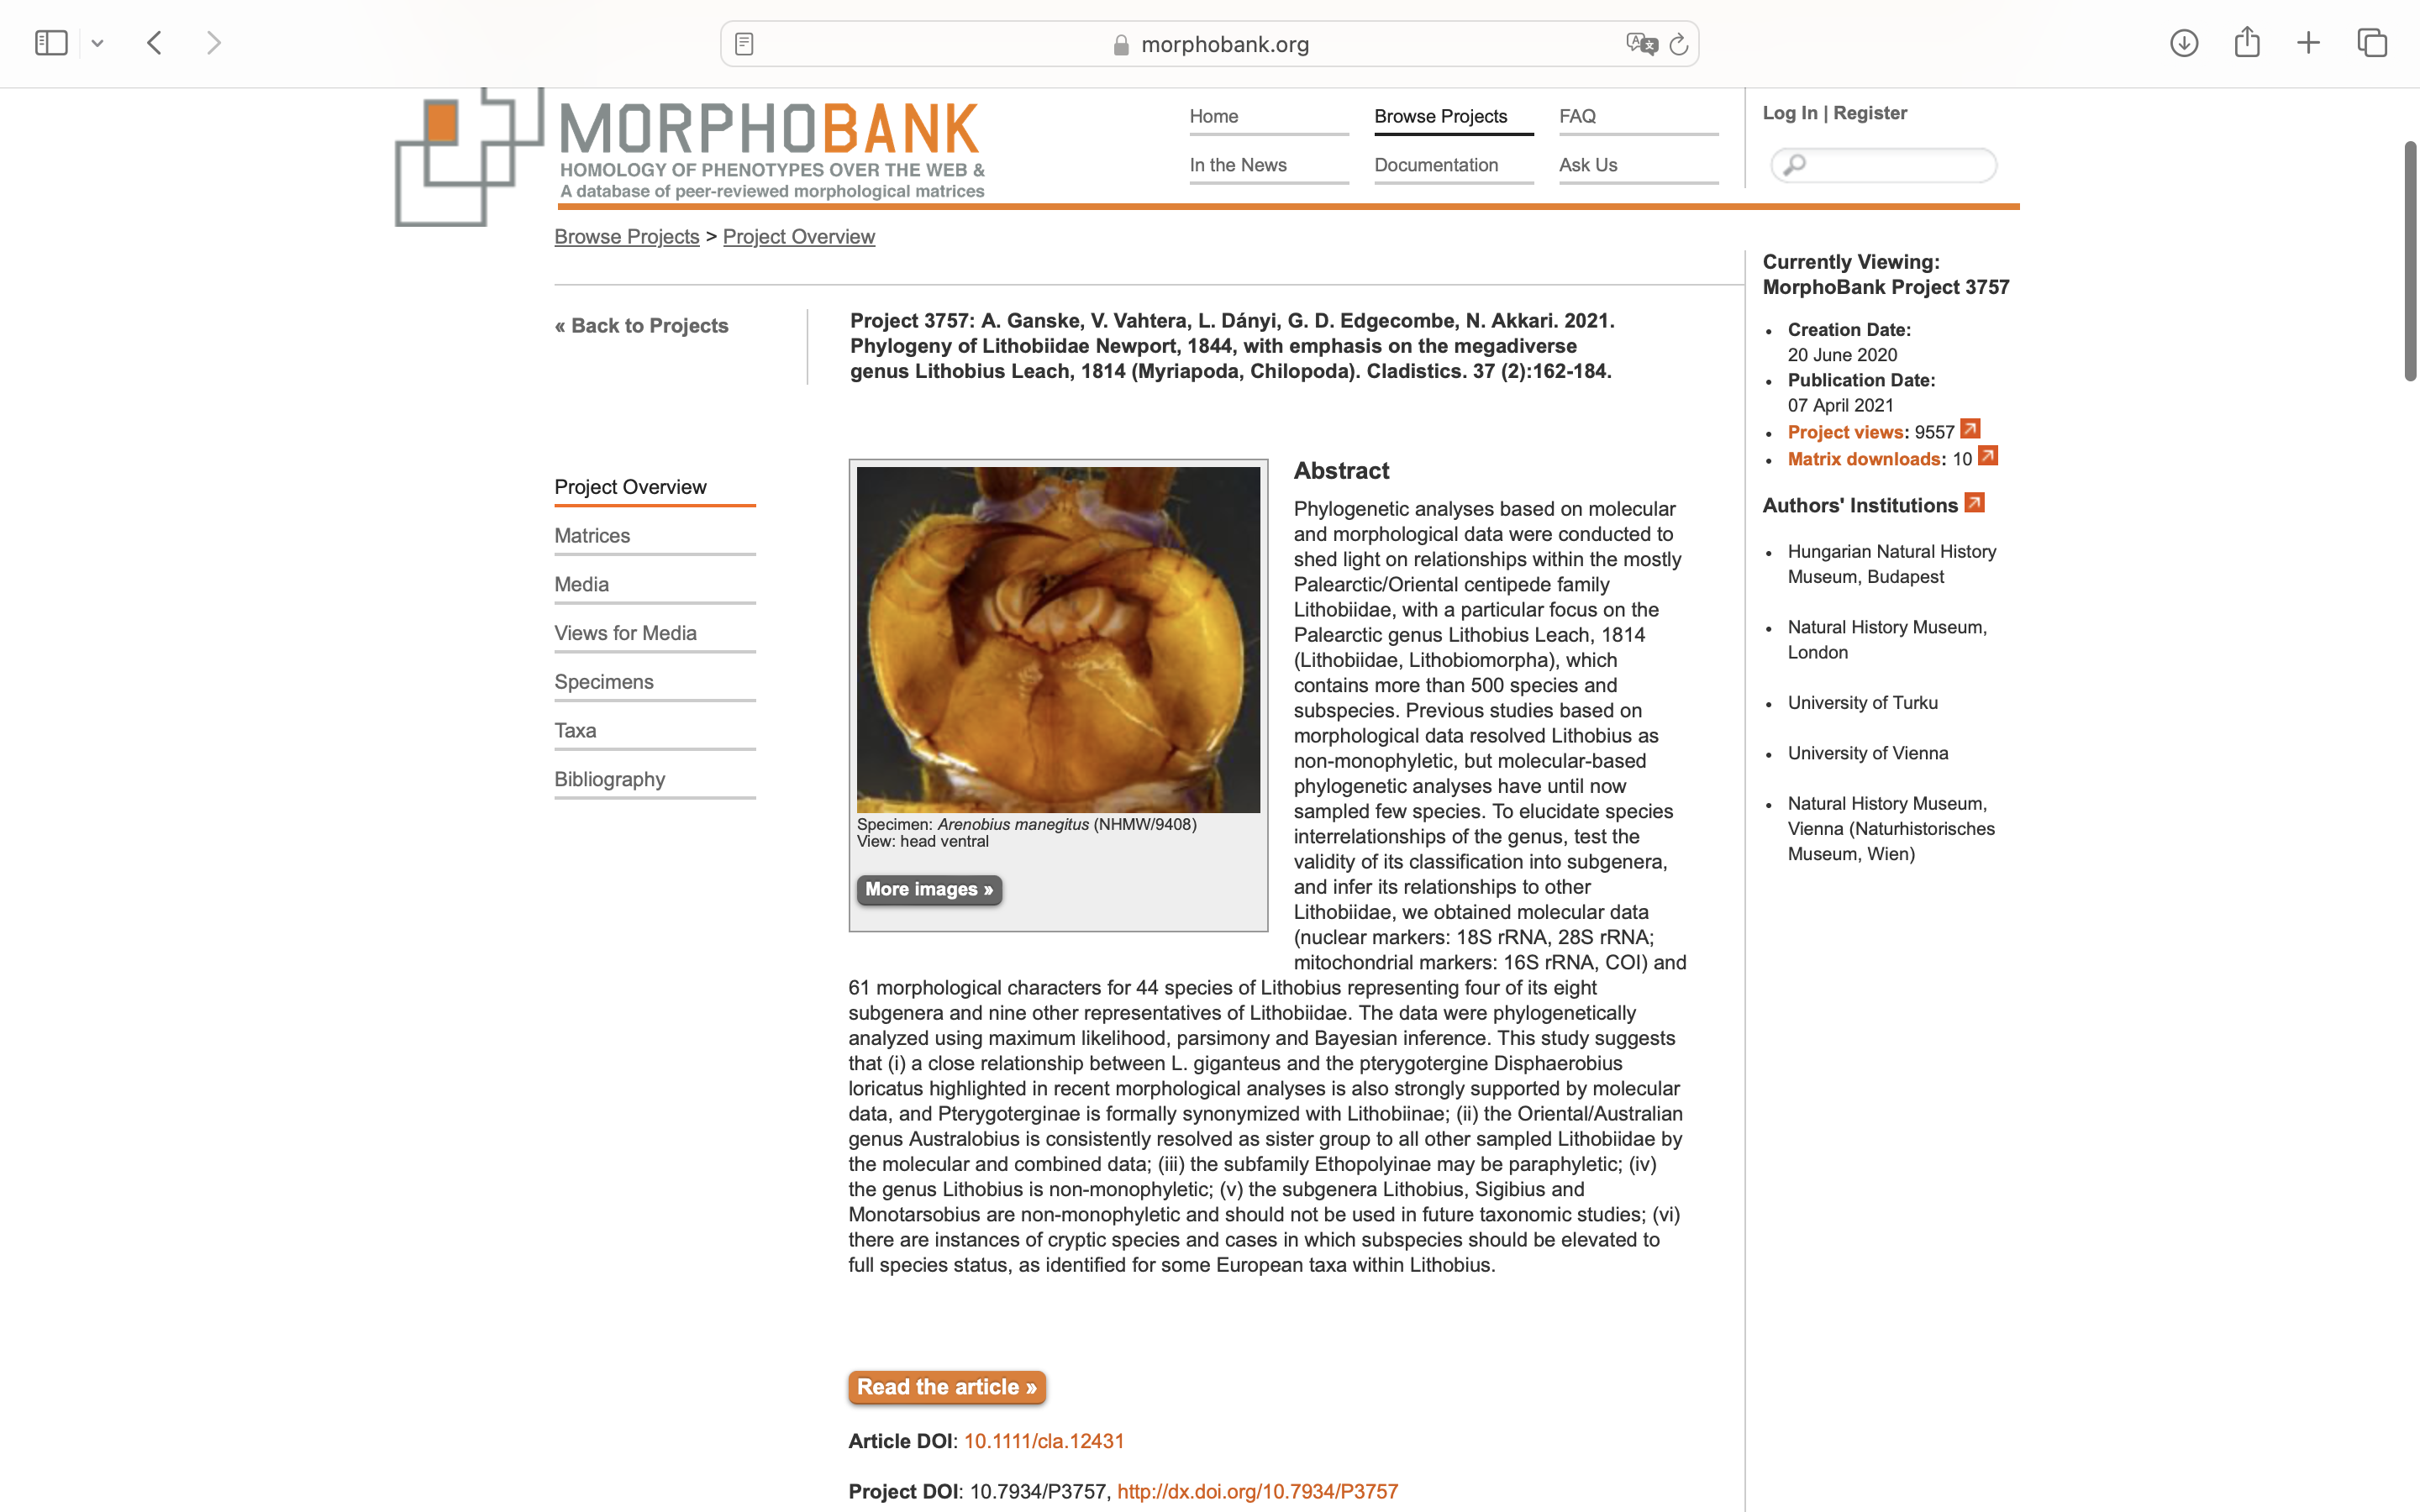 morphobank.org
MORPHOBANK
HOMOLOGY OF PHENOTYPES OVER THE WEB &
A database of peer-reviewed morphological matrices
Home
Browse Projects
FAQ
In the News
Documentation
Ask Us
Log In | Register
Browse Projects > Project Overview
« Back to Projects
Project 3757: A. Ganske, V. Vahtera, L. Dányi, G. D. Edgecombe, N. Akkari. 2021.
Phylogeny of Lithobiidae Newport, 1844, with emphasis on the megadiverse
genus Lithobius Leach, 1814 (Myriapoda, Chilopoda). Cladistics. 37 (2):162-184.
Project Overview
Matrices
Media
Views for Media
Specimens
Taxa
Bibliography
Specimen: Arenobius manegitus (NHMW/9408)
View: head ventral
More images »
Abstract
Phylogenetic analyses based on molecular
and morphological data were conducted to
shed light on relationships within the mostly
Palearctic/Oriental centipede family
Lithobiidae, with a particular focus on the
Palearctic genus Lithobius Leach, 1814
(Lithobiidae, Lithobiomorpha), which
contains more than 500 species and
subspecies. Previous studies based on
morphological data resolved Lithobius as
non-monophyletic, but molecular-based
phylogenetic analyses have until now
sampled few species. To elucidate species
interrelationships of the genus, test the
validity of its classification into subgenera,
and infer its relationships to other
Lithobiidae, we obtained molecular data
(nuclear markers: 18S rRNA, 28S rRNA;
mitochondrial markers: 16S rRNA, COI) and
61 morphological characters for 44 species of Lithobius representing four of its eight
subgenera and nine other representatives of Lithobiidae. The data were phylogenetically
analyzed using maximum likelihood, parsimony and Bayesian inference. This study suggests
that (i) a close relationship between L. giganteus and the pterygotergine Disphaerobius
loricatus highlighted in recent morphological analyses is also strongly supported by molecular
data, and Pterygoterginae is formally synonymized with Lithobiinae; (ii) the Oriental/Australian
genus Australobius is consistently resolved as sister group to all other sampled Lithobiidae by
the molecular and combined data; (iii) the subfamily Ethopolyinae may be paraphyletic; (iv)
the genus Lithobius is non-monophyletic; (v) the subgenera Lithobius, Sigibius and
Monotarsobius are non-monophyletic and should not be used in future taxonomic studies; (vi)
there are instances of cryptic species and cases in which subspecies should be elevated to
full species status, as identified for some European taxa within Lithobius.
Read the article »
Article DOI: 10.1111/cla.12431
Project DOI: 10.7934/P3757, http://dx.doi.org/10.7934/P3757
Currently Viewing:
MorphoBank Project 3757
• Creation Date:
20 June 2020
• Publication Date:
07 April 2021
• Project views: 9557
• Matrix downloads: 10
Authors' Institutions
• Hungarian Natural History
Museum, Budapest
• Natural History Museum,
London
• University of Turku
• University of Vienna
• Natural History Museum,
Vienna (Naturhistorisches
Museum, Wien)